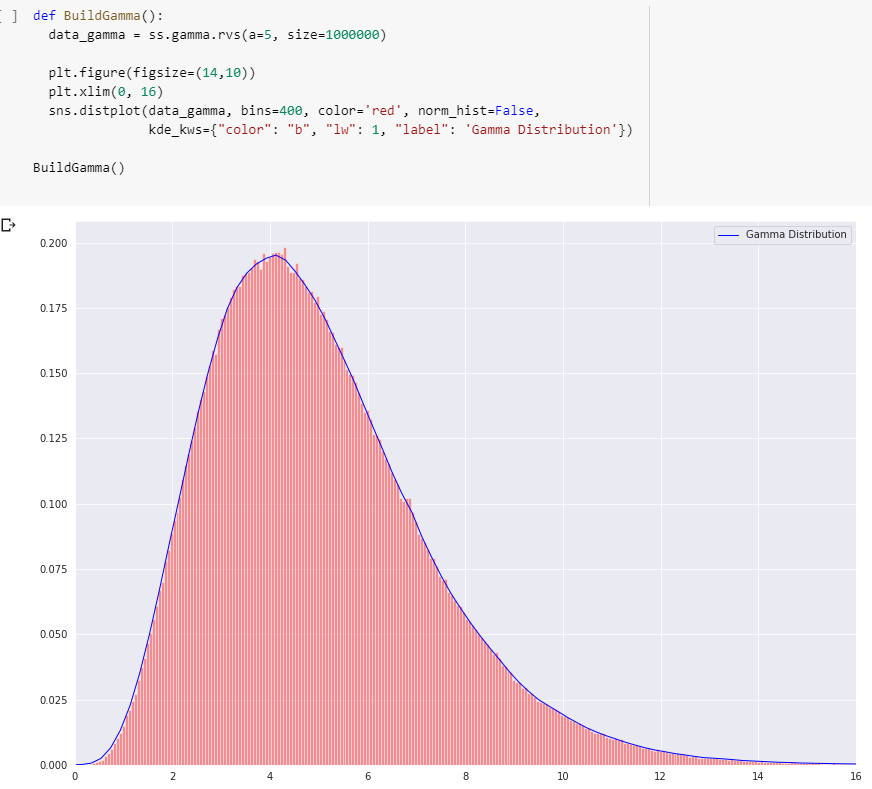 [ ] def BuildGamma():
data_gamma = ss.gamma.rvs(a=5, size=1000000)
plt.figure(figsize=(14,10))
plt.xlim(0, 16)
sns.distplot(data_gamma, bins=400, color='red', norm_hist=False,
kde_kws={"color": "b", "lw": 1, "label": 'Gamma Distribution'})
BuildGamma()
Gamma Distribution
0.200
0.175
0.150
0.125
0.100
0.075
0.050
0.025
0.000
0 2 4 6 8 10 12 14 16